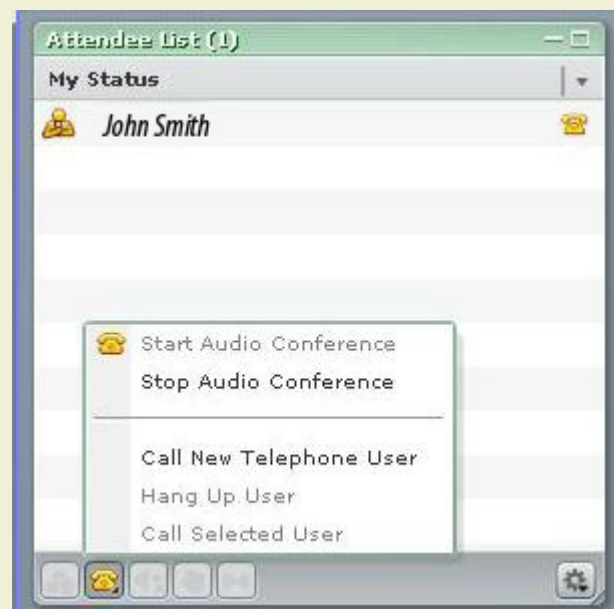 Attendee List (1)
My Status
John Smith
Start Audio Conference
Stop Audio Conference
Call New Telephone User
Hang Up User
Call Selected User